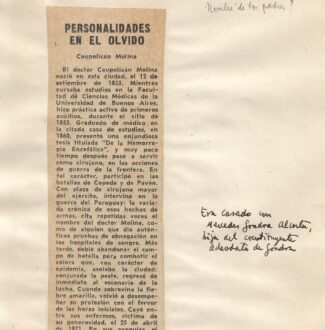 Nombre de los padres?
PERSONALIDADES
EN EL OLVIDO
Caupolicán Molina
El doctor Caupolicán Molina
nació en esta ciudad, el 12 de
setiembre de 1833. Mientras
cursaba estudios en la Facul-
tad de Ciencias Médicas de la
Universidad de Buenos Aires,
hizo práctica activa de primeros
auxilios, durante el sitio de
1852. Graduado de médico en
la citada casa de estudios, en
1860, presentó una enjundiosa
tesis titulada "De la Hemorra-
gia Encefálica", y muy poco
tiempo después pasó a servir
como cirujano, en las acciones
de guerra de la frontera. En
tal carácter, participó en las
batallas de Cepeda y de Pavón.
Con plaza de cirujano mayor
del ejército, intervino en la
guerra del Paraguay: la varia-
da crónica de esos hechos de
armas, cita repetidas veces el
nombre del doctor Molina, co-
mo de alguien que dio autén-
ticas pruebas de abnegación en
los hospitales de sangre. Más
tarde, debió abandonar el cam-
po de batalla para combatir el
cólera que, con carácter de
epidemia, asolaba la ciudad;
conjurada la peste, regresó de
inmediato al escenario de la
lucha. Cuando sobrevino la fie-
bre amarilla, volvió a desempe-
ñar su profesión con el fervor
de las horas iniciales. Cayó entre
sus enfermos, víctima de
su generosidad, el 25 de abril
Era casado con
Mercedes Gondra Alcorta,
hija del constituyente
Adeodato de Gondra